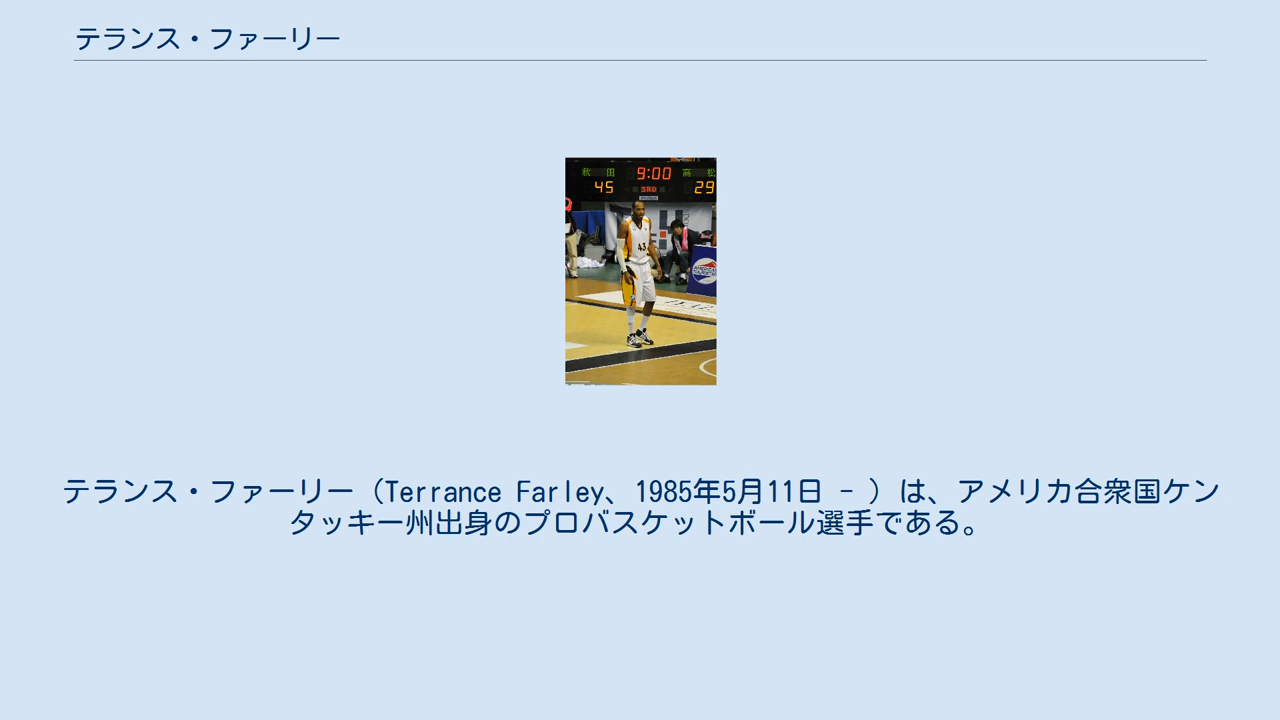 テランス・ファーリー
秋田 9:00 高松
45 3RD 29
43
テランス・ファーリー（Terrance Farley、1985年5月11日 - ）は、アメリカ合衆国ケン
タッキー州出身のプロバスケットボール選手である。